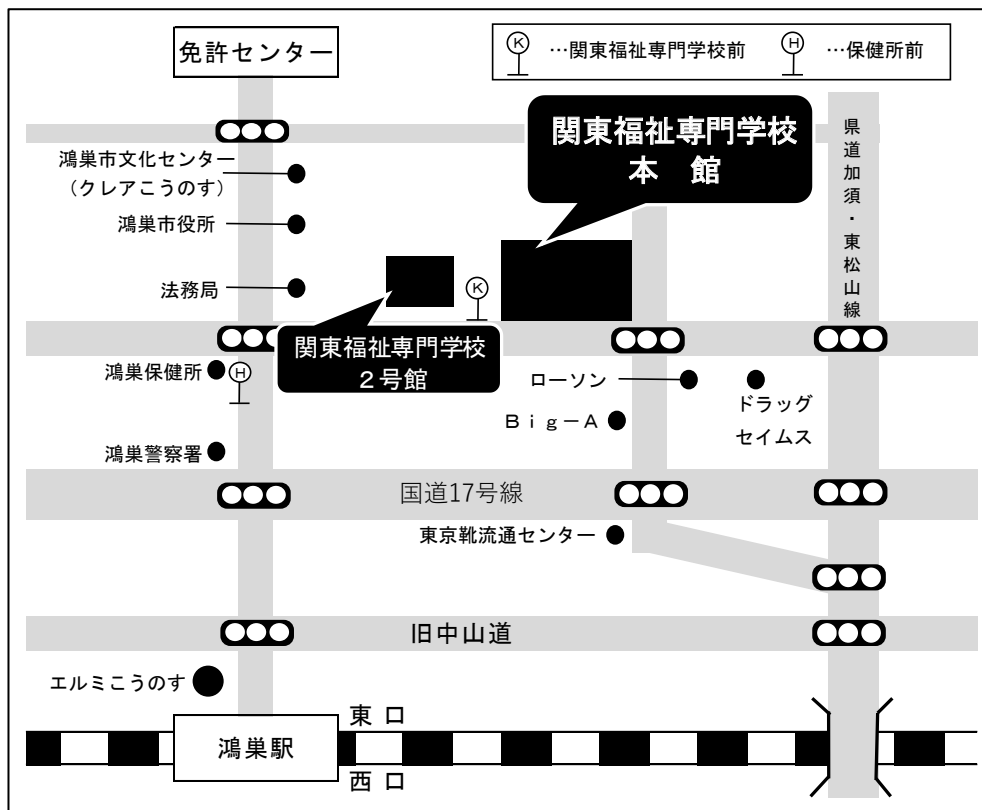 免許センター
Ⓚ …関東福祉専門学校前 Ⓗ …保健所前
関東福祉専門学校
本 館
県道加須・東松山線
鴻巣市文化センター
（クレアこうのす）
鴻巣市役所
法務局
Ⓚ
関東福祉専門学校
２号館
鴻巣保健所
Ⓗ
ローソン
ドラッグ
セイムス
Ｂｉｇ－Ａ
鴻巣警察署
国道17号線
東京靴流通センター
旧中山道
エルミこうのす
東 口
鴻巣駅
西 口